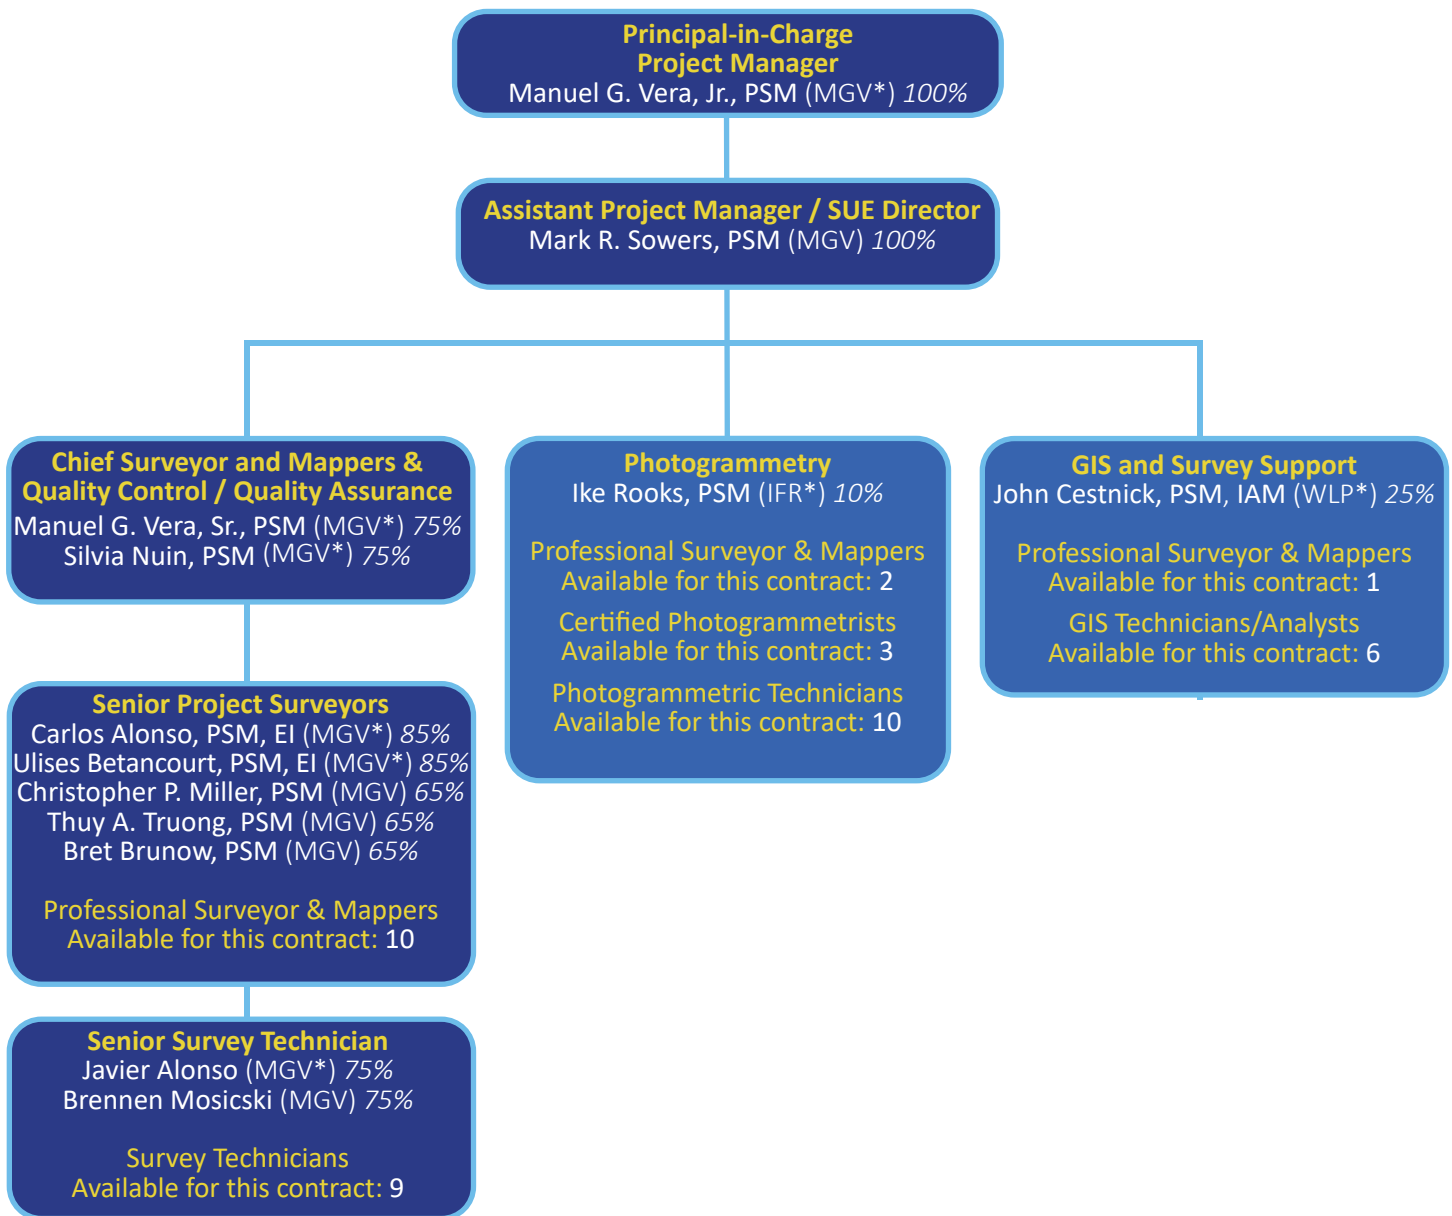 Principal-in-Charge
Project Manager
Manuel G. Vera, Jr., PSM (MGV*) 100%
Assistant Project Manager / SUE Director
Mark R. Sowers, PSM (MGV) 100%
Chief Surveyor and Mappers &
Quality Control / Quality Assurance
Manuel G. Vera, Sr., PSM (MGV*) 75%
Silvia Nuin, PSM (MGV*) 75%
Senior Project Surveyors
Carlos Alonso, PSM, EI (MGV*) 85%
Ulises Betancourt, PSM, EI (MGV*) 85%
Christopher P. Miller, PSM (MGV) 65%
Thuy A. Truong, PSM (MGV) 65%
Bret Brunow, PSM (MGV) 65%
Professional Surveyor & Mappers
Available for this contract: 10
Senior Survey Technician
Javier Alonso (MGV*) 75%
Brennen Mosicski (MGV) 75%
Survey Technicians
Available for this contract: 9
Photogrammetry
Ike Rooks, PSM (IFR*) 10%
Professional Surveyor & Mappers
Available for this contract: 2
Certified Photogrammetrists
Available for this contract: 3
Photogrammetric Technicians
Available for this contract: 10
GIS and Survey Support
John Cestnick, PSM, IAM (WLP*) 25%
Professional Surveyor & Mappers
Available for this contract: 1
GIS Technicians/Analysts
Available for this contract: 6